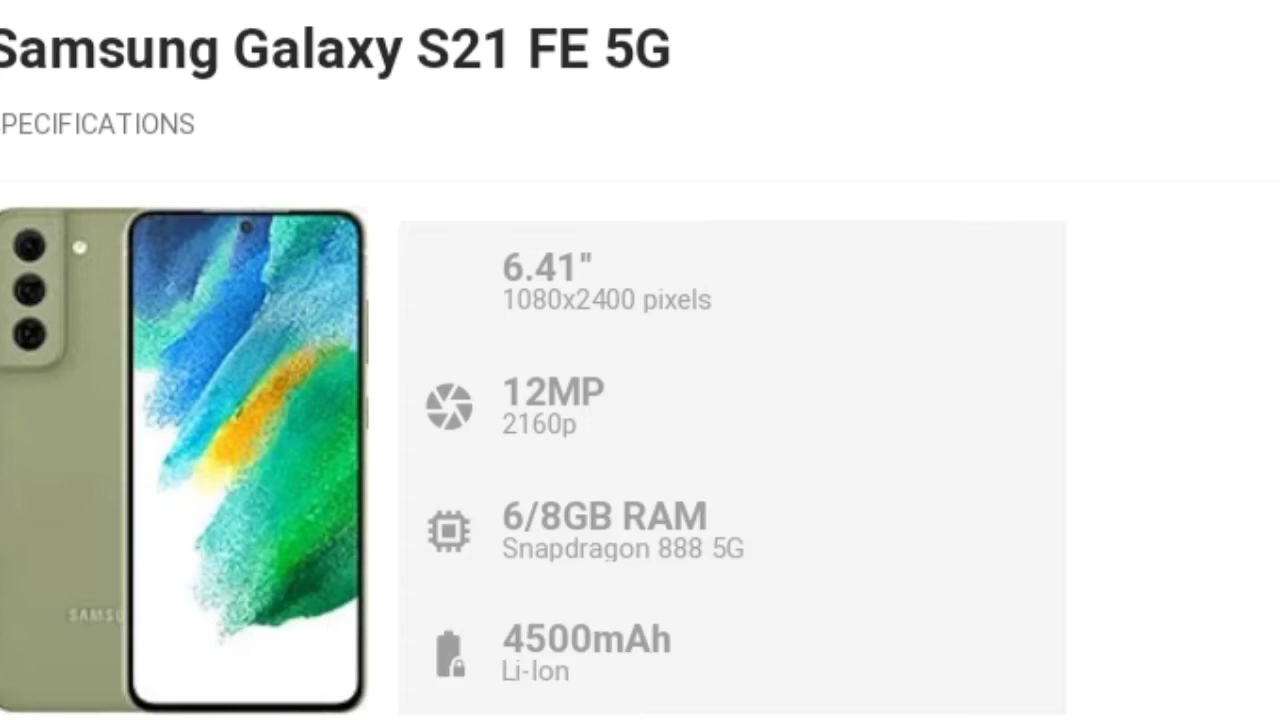 Samsung Galaxy S21 FE 5G
PECIFICATIONS
6.41"
1080x2400 pixels
12MP
2160p
6/8GB RAM
Snapdragon 888 5G
SAMSU
4500mAh
Li-Ion